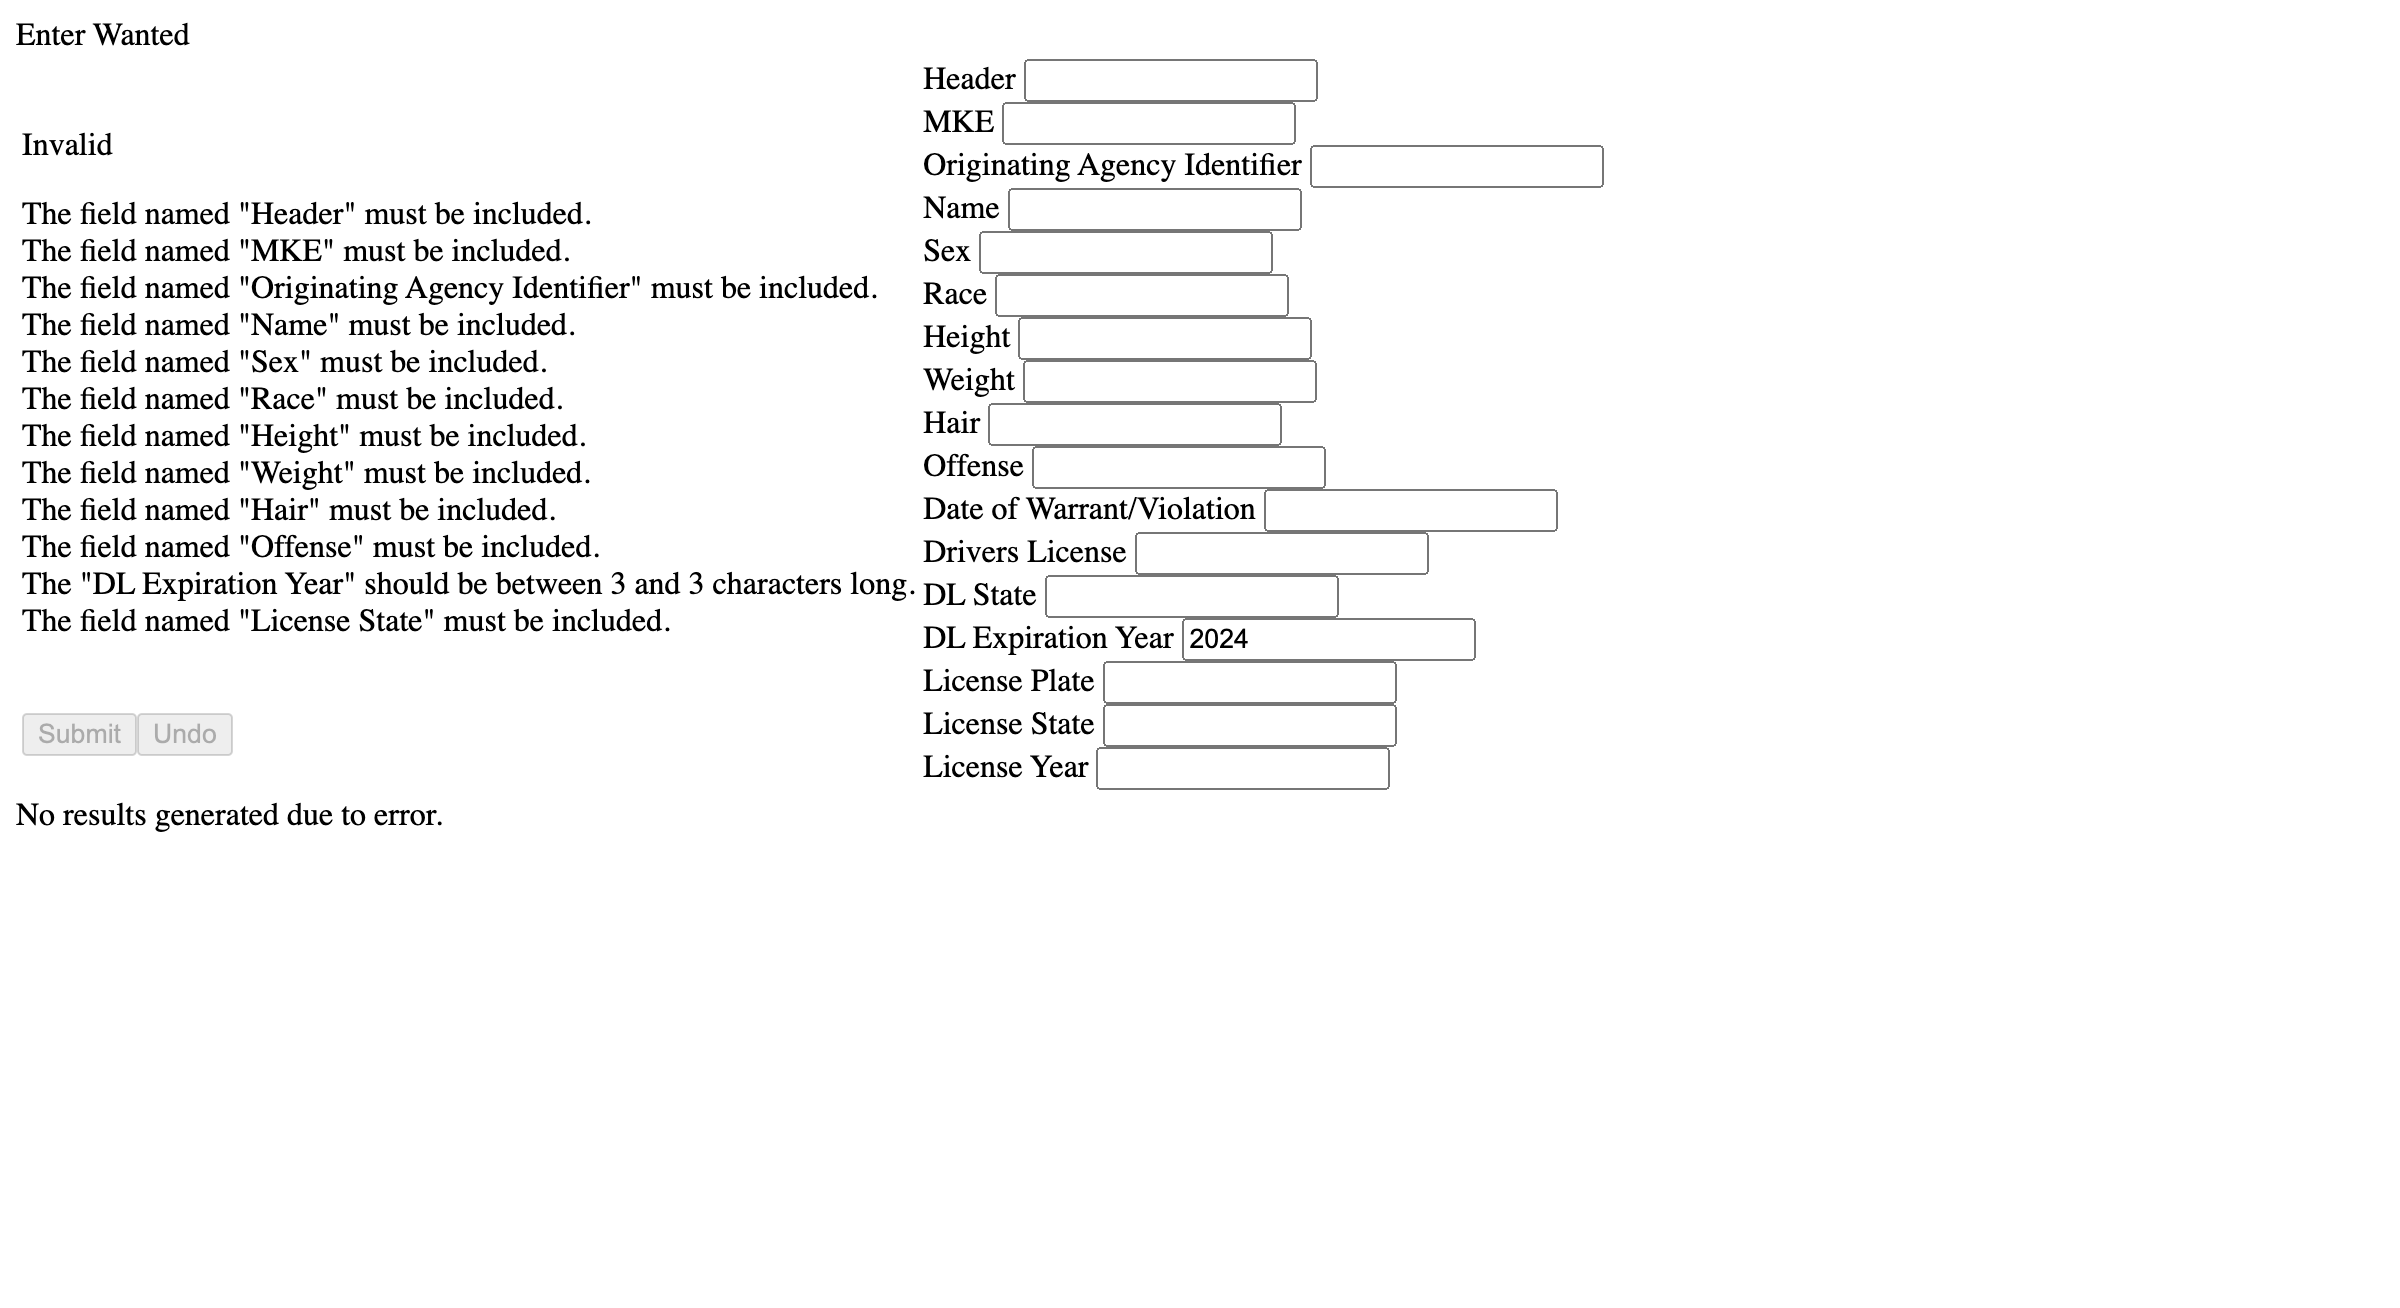 Enter Wanted
Invalid
The field named "Header" must be included.
The field named "MKE" must be included.
The field named "Originating Agency Identifier" must be included.
The field named "Name" must be included.
The field named "Sex" must be included.
The field named "Race" must be included.
The field named "Height" must be included.
The field named "Weight" must be included.
The field named "Hair" must be included.
The field named "Offense" must be included.
The "DL Expiration Year" should be between 3 and 3 characters long.
The field named "License State" must be included.
Submit Undo
Header
MKE
Originating Agency Identifier
Name
Sex
Race
Height
Weight
Hair
Offense
Date of Warrant/Violation
Drivers License
DL State
DL Expiration Year 2024
License Plate
License State
License Year
No results generated due to error.